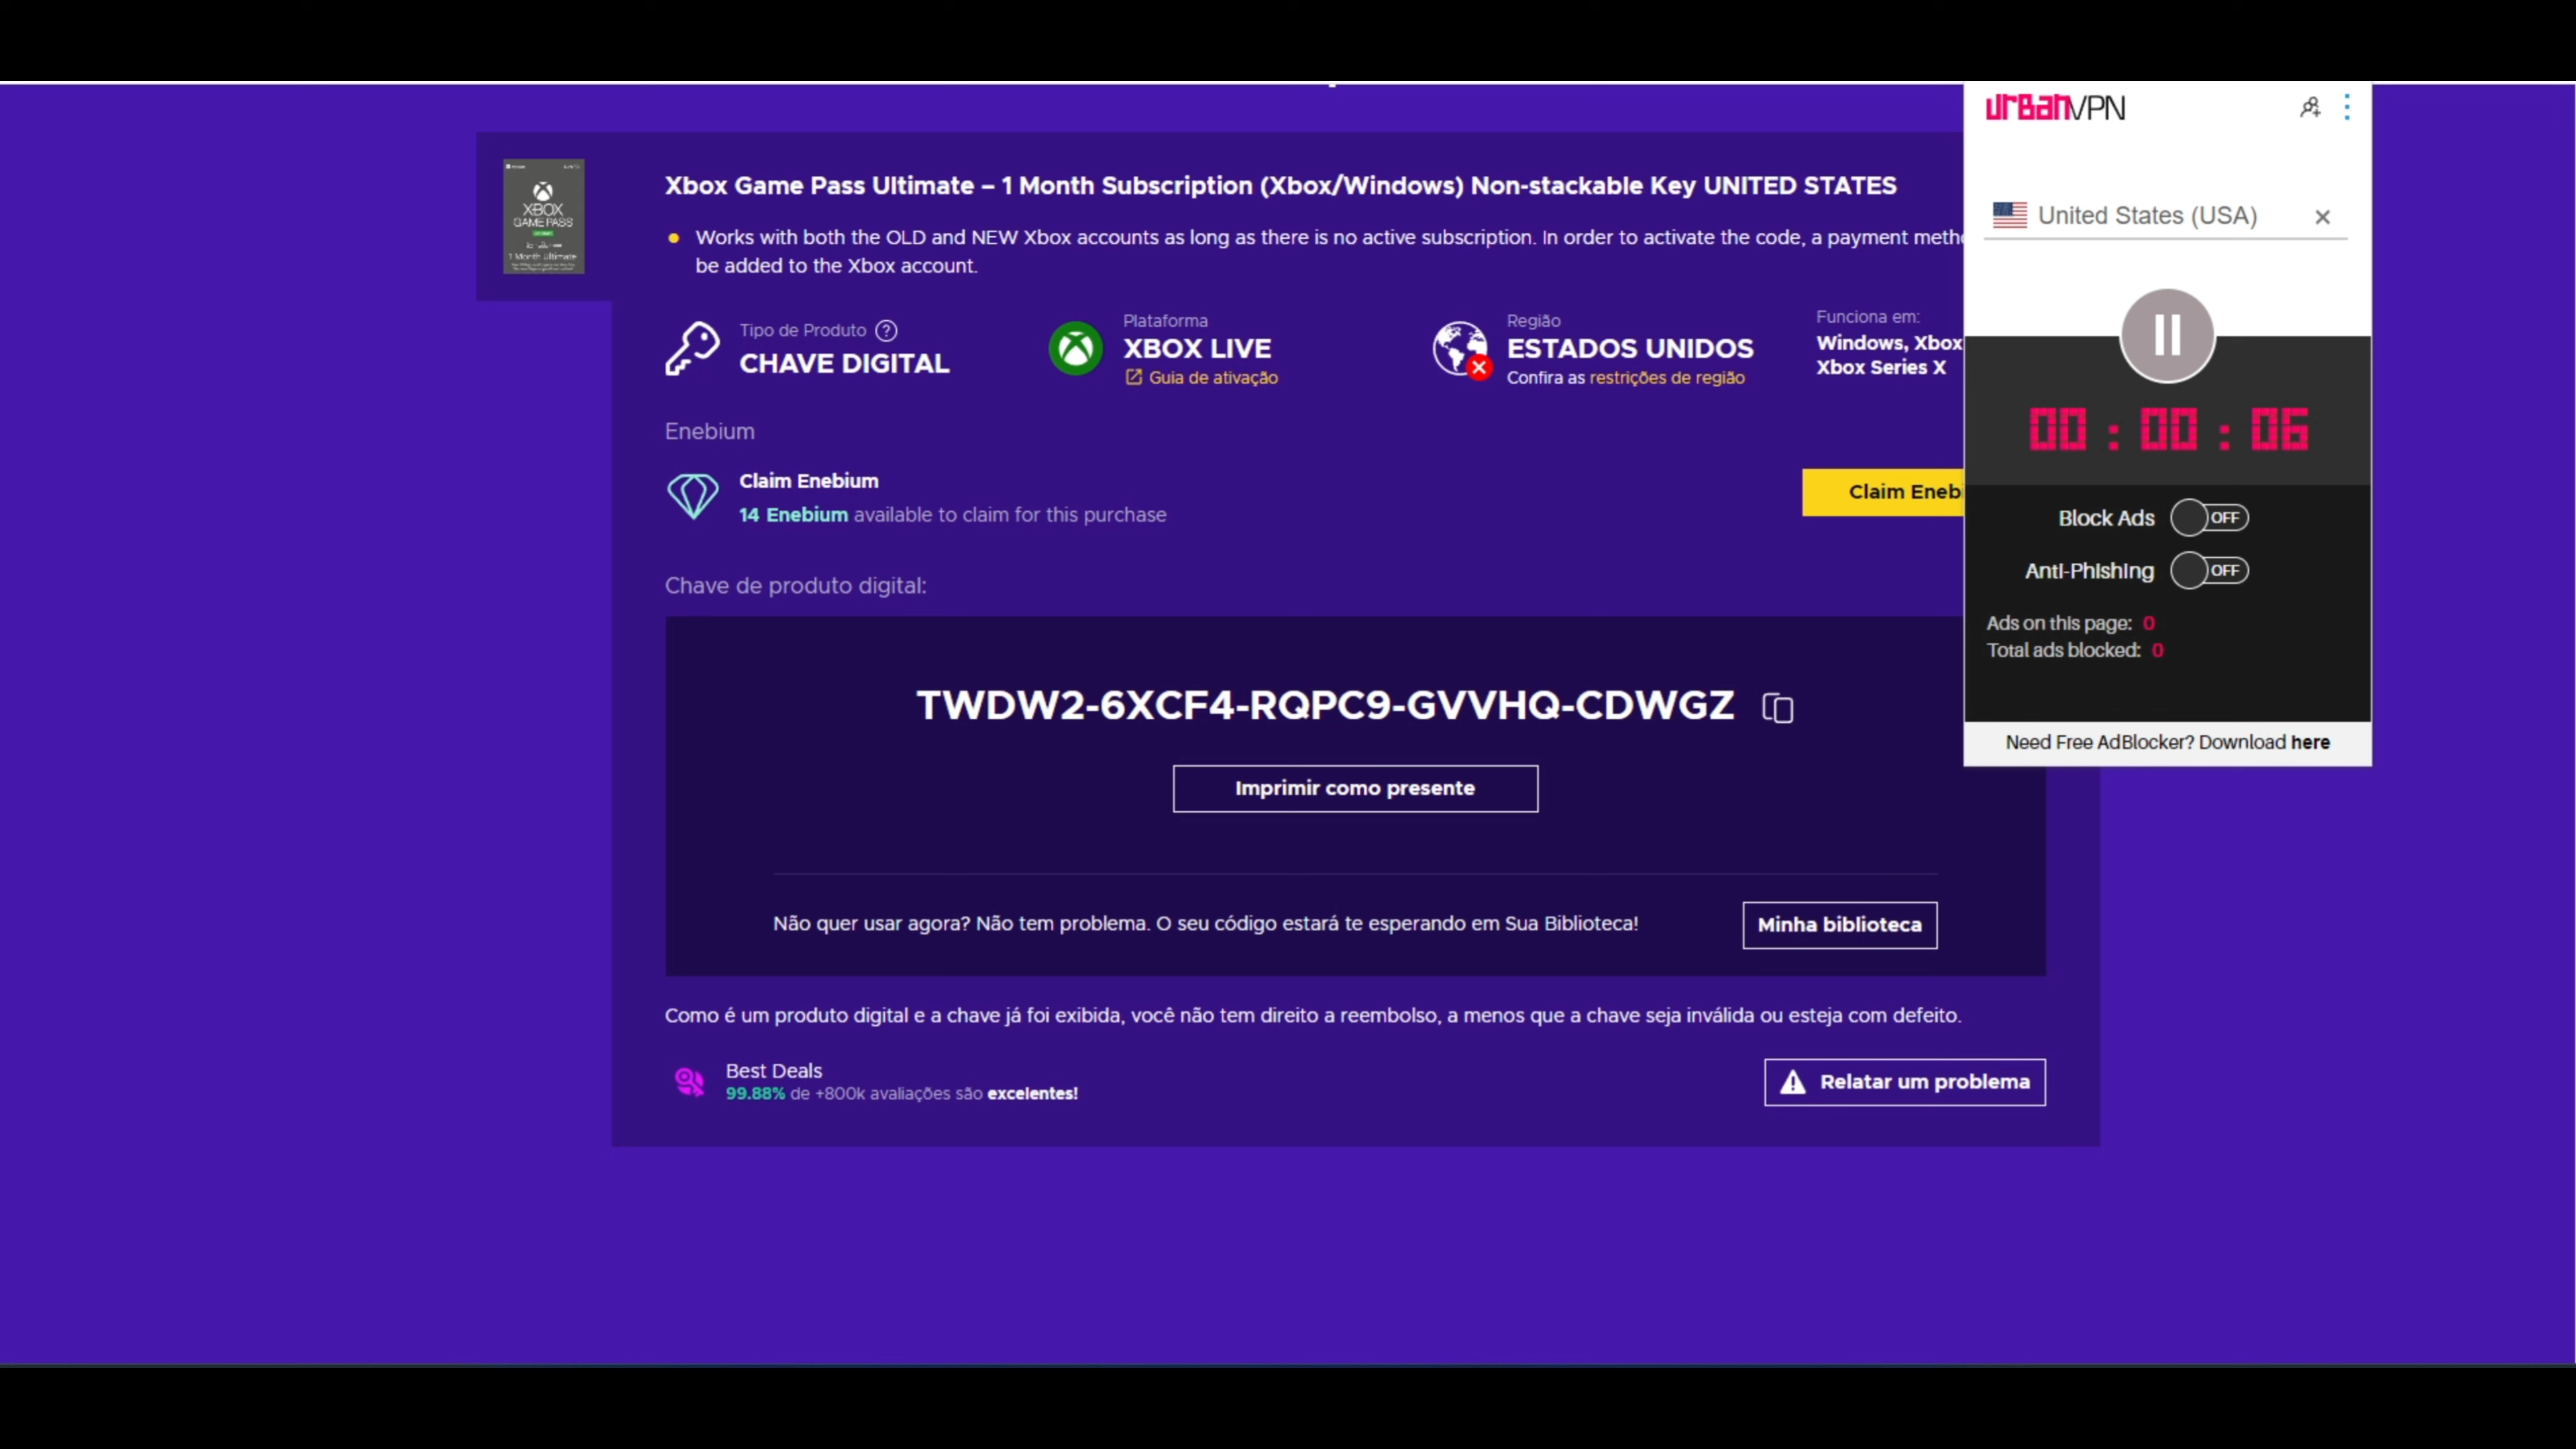 Xbox Game Pass Ultimate – 1 Month Subscription (Xbox/Windows) Non-stackable Key UNITED STATES
Works with both the OLD and NEW Xbox accounts as long as there is no active subscription. In order to activate the code, a payment meth
be added to the Xbox account.
XBOX
GAME PASS
1 Month Ultimate
Tipo de Produto ?
CHAVE DIGITAL
Plataforma
XBOX LIVE
Guia de ativação
Região
ESTADOS UNIDOS
Confira as restrições de região
Funciona em:
Windows, Xbox
Xbox Series X
Enebium
Claim Enebium
14 Enebium available to claim for this purchase
Claim Enebi
Chave de produto digital:
TWDW2-6XCF4-RQPC9-GVVHQ-CDWGZ
Imprimir como presente
Não quer usar agora? Não tem problema. O seu código estará te esperando em Sua Biblioteca!
Minha biblioteca
Como é um produto digital e a chave já foi exibida, você não tem direito a reembolso, a menos que a chave seja inválida ou esteja com defeito.
Best Deals
99.88% de +800k avaliações são excelentes!
Relatar um problema
urbanVPN
United States (USA)
00 : 00 : 06
Block Ads OFF
Anti-Phishing OFF
Ads on this page: 0
Total ads blocked: 0
Need Free AdBlocker? Download here